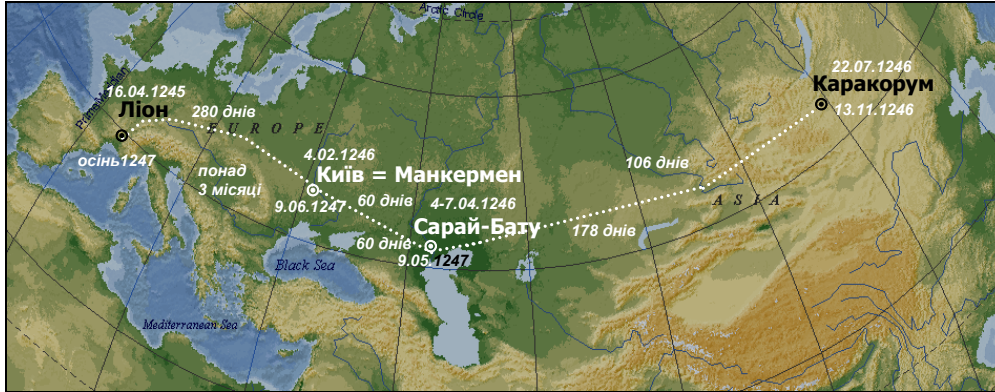 Arctic Circle
22.07.1246
Каракорум
13.11.1246
Prime Meridian
16.04.1245
Ліон
280 днів
EUROPE
осінь1247
понад
3 місяці
4.02.1246
Київ = Манкермен
9.06.1247
60 днів
4-7.04.1246
106 днів
ASIA
Сарай-Бату
178 днів
60 днів
9.05.1247
Black Sea
Mediterranean Sea